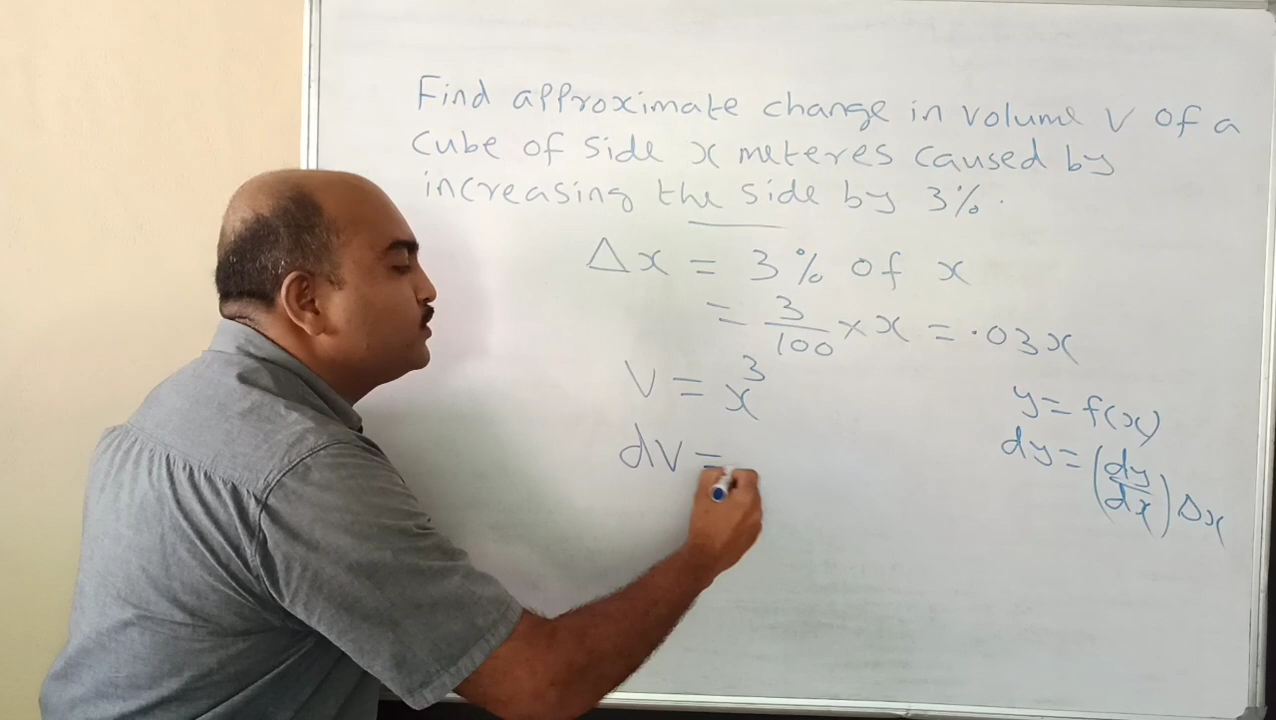 Find approximate change in volume V of a
cube of side x meteres caused by
increasing the side by 3%.
Δx = 3% of x
= 3/100 × x = .03x
V = x³
dV =
y = f(x)
dy = (dy/dx) Δx